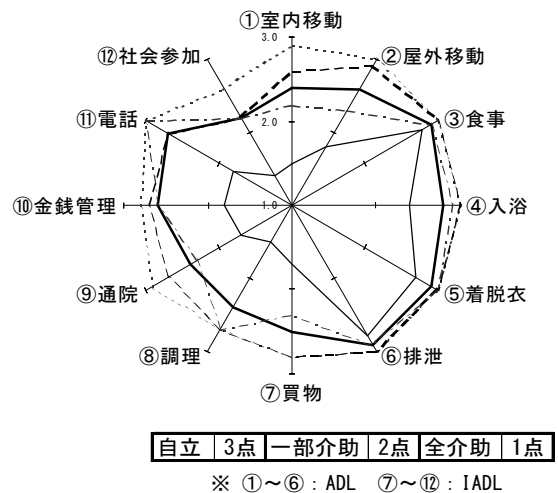 ①室内移動
3.0
⑫社会参加
②屋外移動
⑪電話
2.0
③食事
⑩金銭管理
1.0
④入浴
⑨通院
⑤着脱衣
⑧調理
⑥排泄
⑦買物
自立 3点 一部介助 2点 全介助 1点
※ ①～⑥：ADL ⑦～⑫：IADL